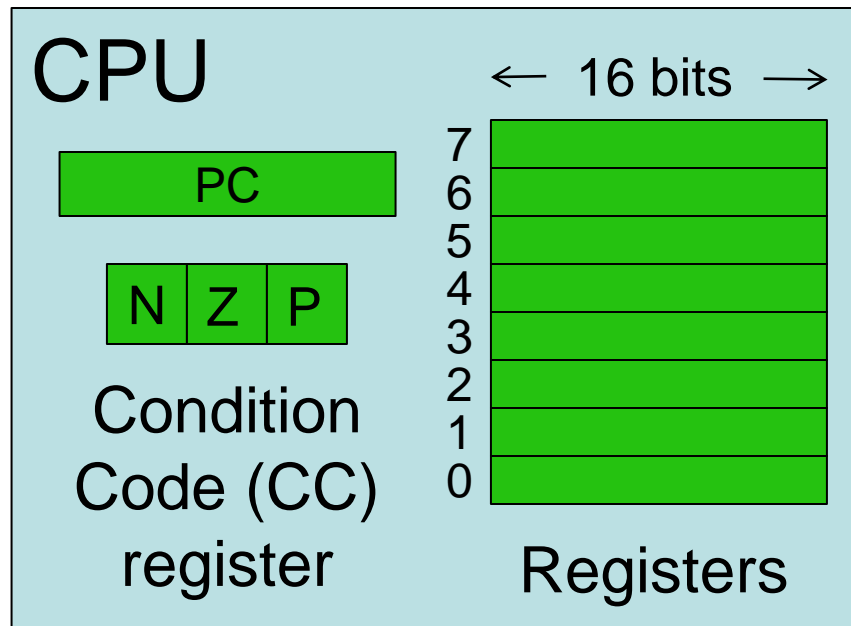 CPU
← 16 bits →
PC
N Z P
Condition
Code (CC)
register
7
6
5
4
3
2
1
0
Registers